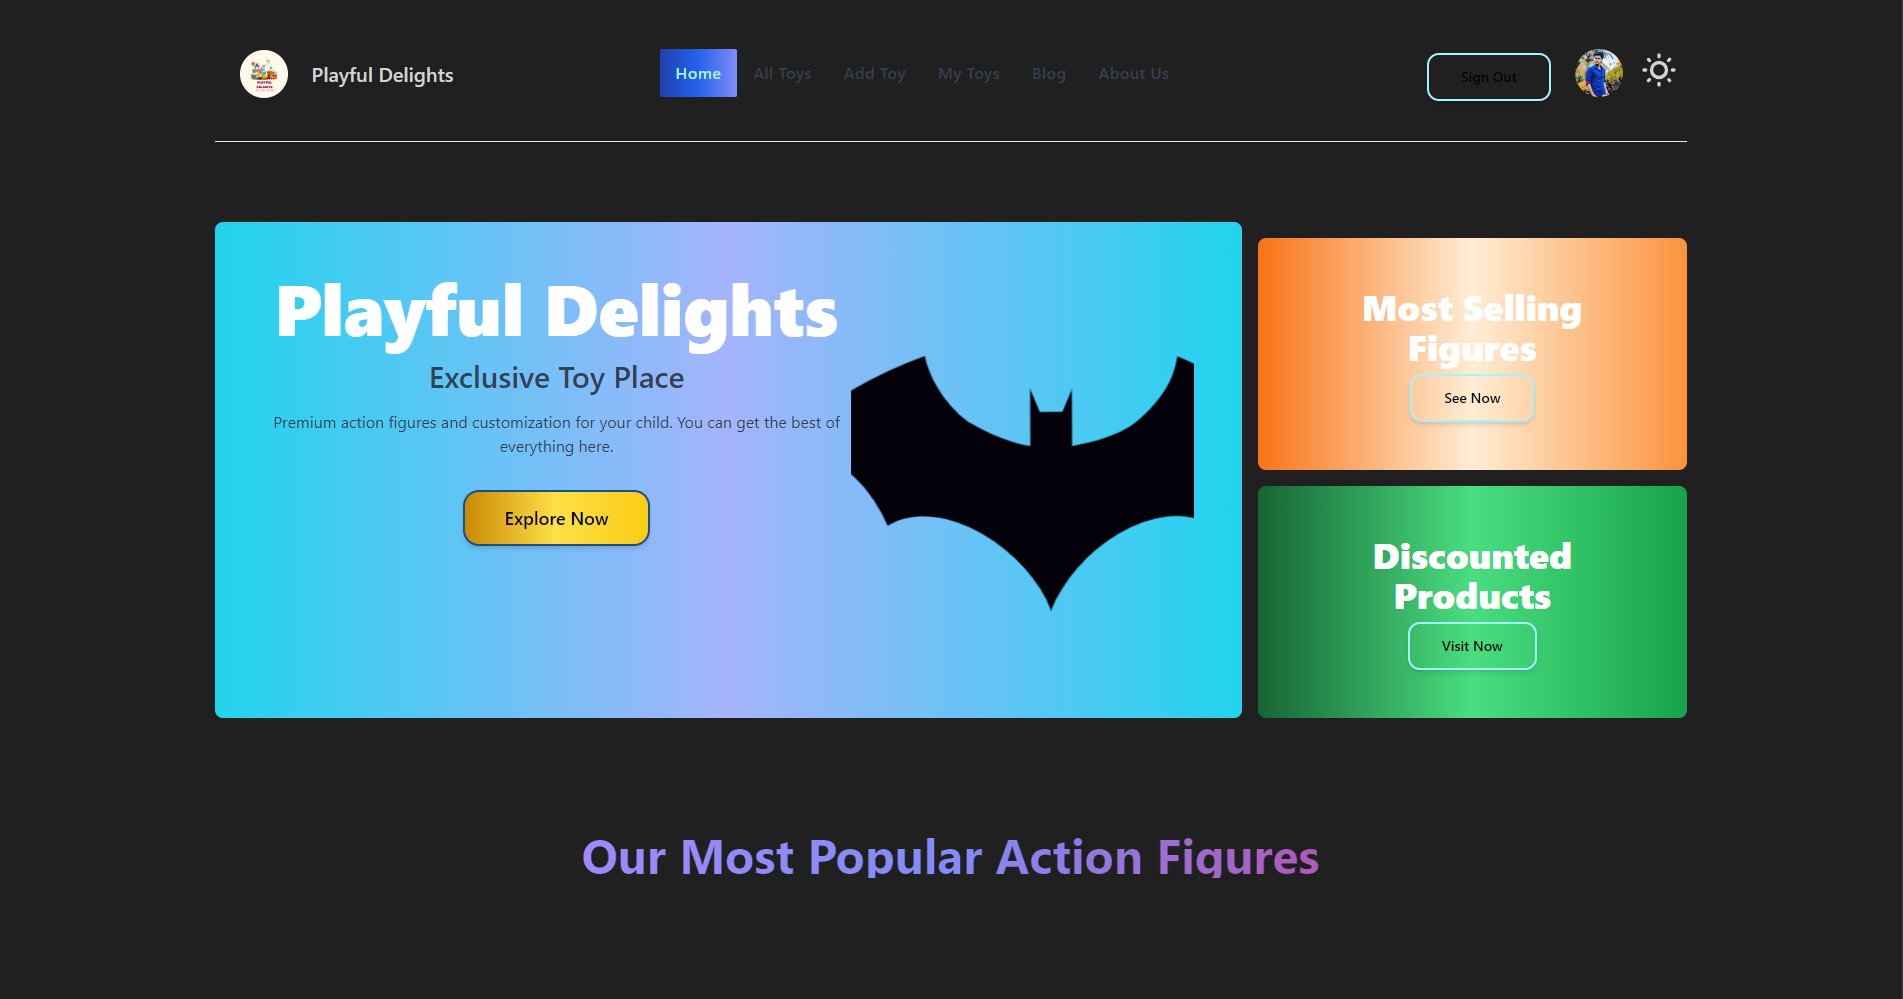 Playful Delights
Home
All Toys
Add Toy
My Toys
Blog
About Us
Sign Out
Playful Delights
Exclusive Toy Place
Premium action figures and customization for your child. You can get the best of
everything here.
Explore Now
Most Selling
Figures
See Now
Discounted
Products
Visit Now
Our Most Popular Action Figures